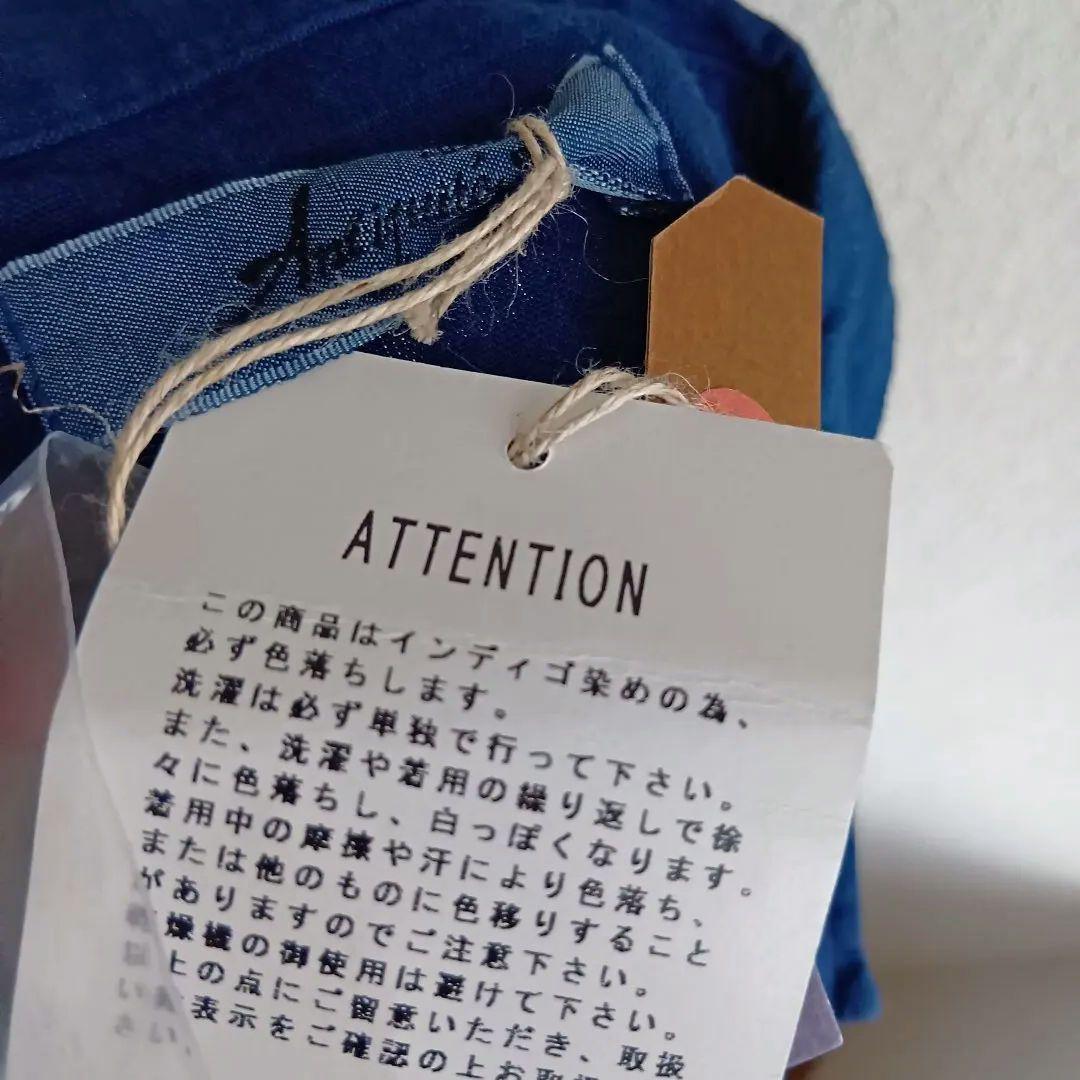 ATTENTION
この商品はインディゴ染めの為、
必ず色落ちします。
洗濯は必ず単独で行って下さい。
また、洗濯や着用の繰り返しで徐
々に色落ちし、白っぽくなります。
着用中の摩擦や汗により色落ち、
または他のものに色移りすること
がありますのでご注意下さい。
燥機の御使用は避けて下さい。
上の点にご留意いただき、取扱
表示をご確認の上お取扱